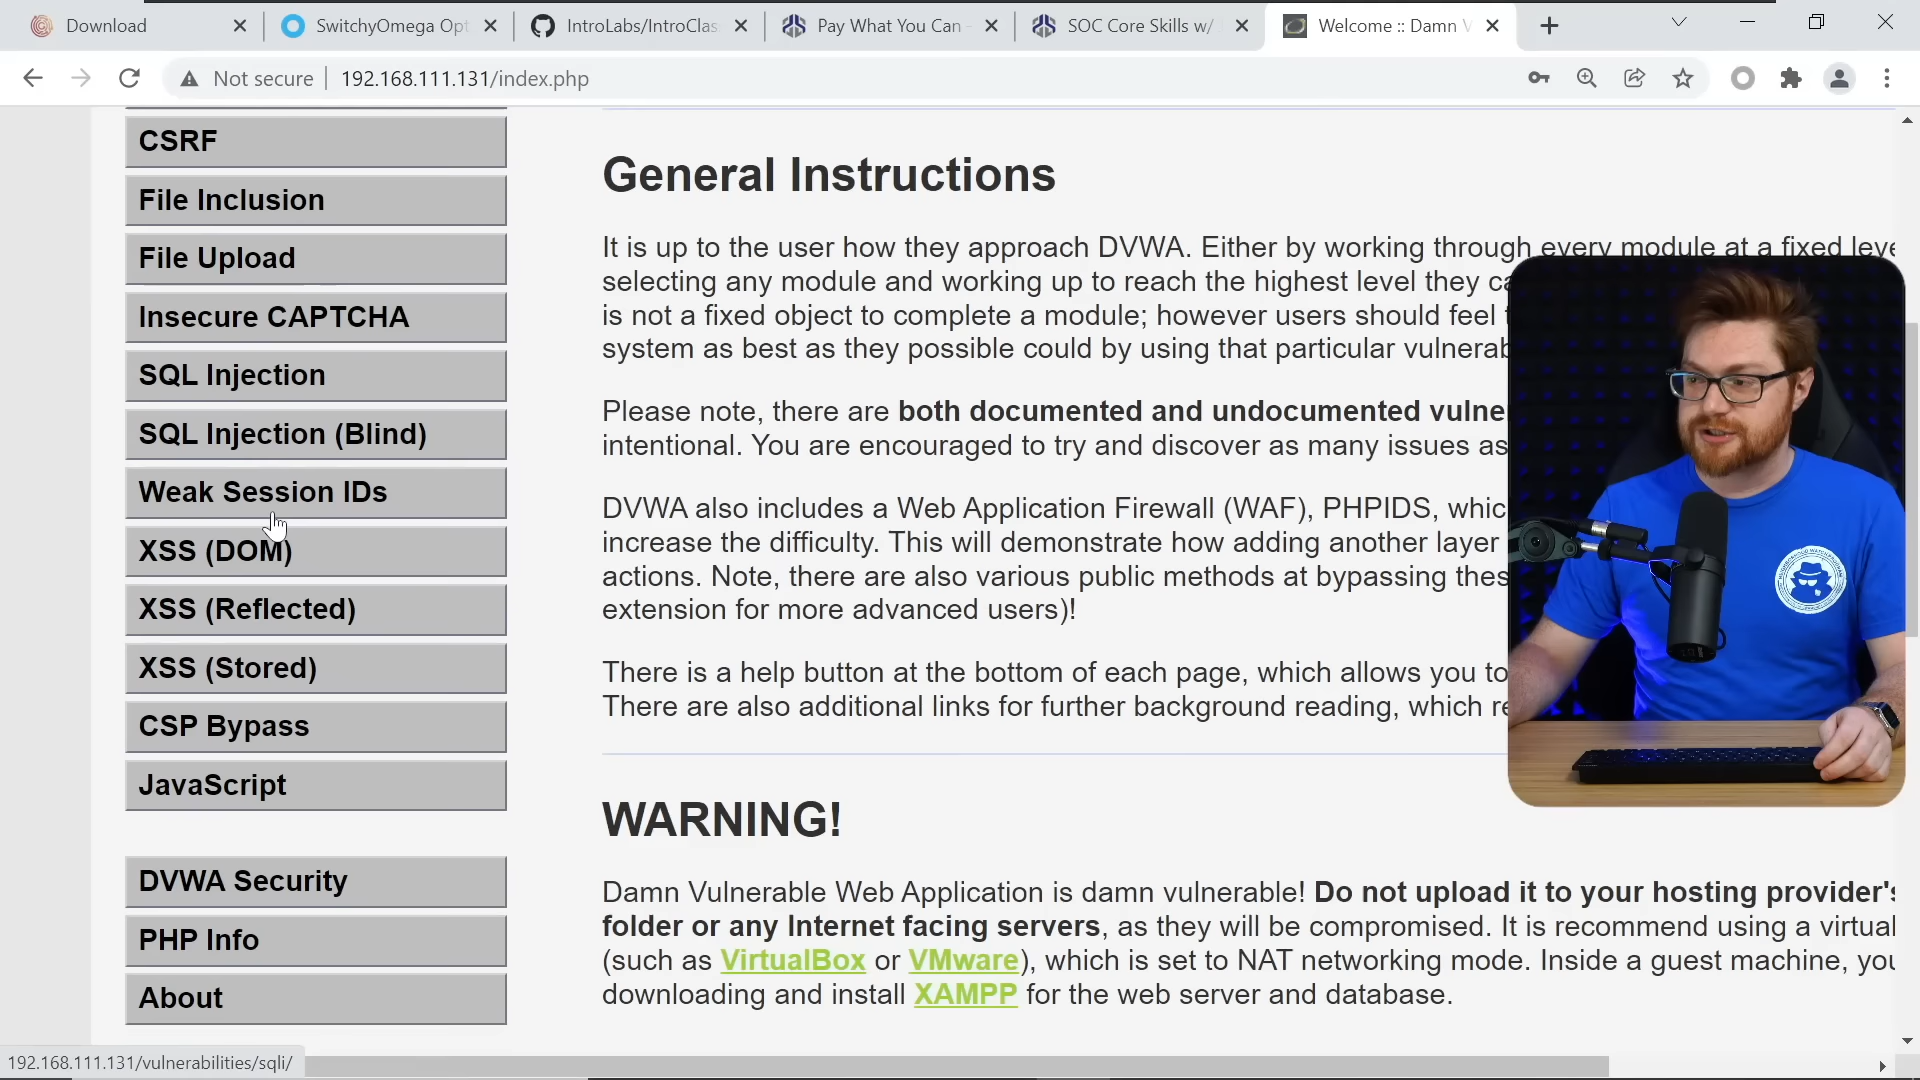 Download
SwitchyOmega Opt
IntroLabs/IntroClas
Pay What You Can -
SOC Core Skills w/
Welcome :: Damn V
Not secure
192.168.111.131/index.php
CSRF
File Inclusion
File Upload
Insecure CAPTCHA
SQL Injection
SQL Injection (Blind)
Weak Session IDs
XSS (DOM)
XSS (Reflected)
XSS (Stored)
CSP Bypass
JavaScript
DVWA Security
PHP Info
About
General Instructions
It is up to the user how they approach DVWA. Either by working through every module at a fixed leve
selecting any module and working up to reach the highest level they ca
is not a fixed object to complete a module; however users should feel
system as best as they possible could by using that particular vulnerab
Please note, there are both documented and undocumented vulne
intentional. You are encouraged to try and discover as many issues as
DVWA also includes a Web Application Firewall (WAF), PHPIDS, whic
increase the difficulty. This will demonstrate how adding another layer
actions. Note, there are also various public methods at bypassing thes
extension for more advanced users)!
There is a help button at the bottom of each page, which allows you to
There are also additional links for further background reading, which re
WARNING!
Damn Vulnerable Web Application is damn vulnerable! Do not upload it to your hosting provider's
folder or any Internet facing servers, as they will be compromised. It is recommend using a virtual
(such as VirtualBox or VMware), which is set to NAT networking mode. Inside a guest machine, you
downloading and install XAMPP for the web server and database.
192.168.111.131/vulnerabilities/sqli/